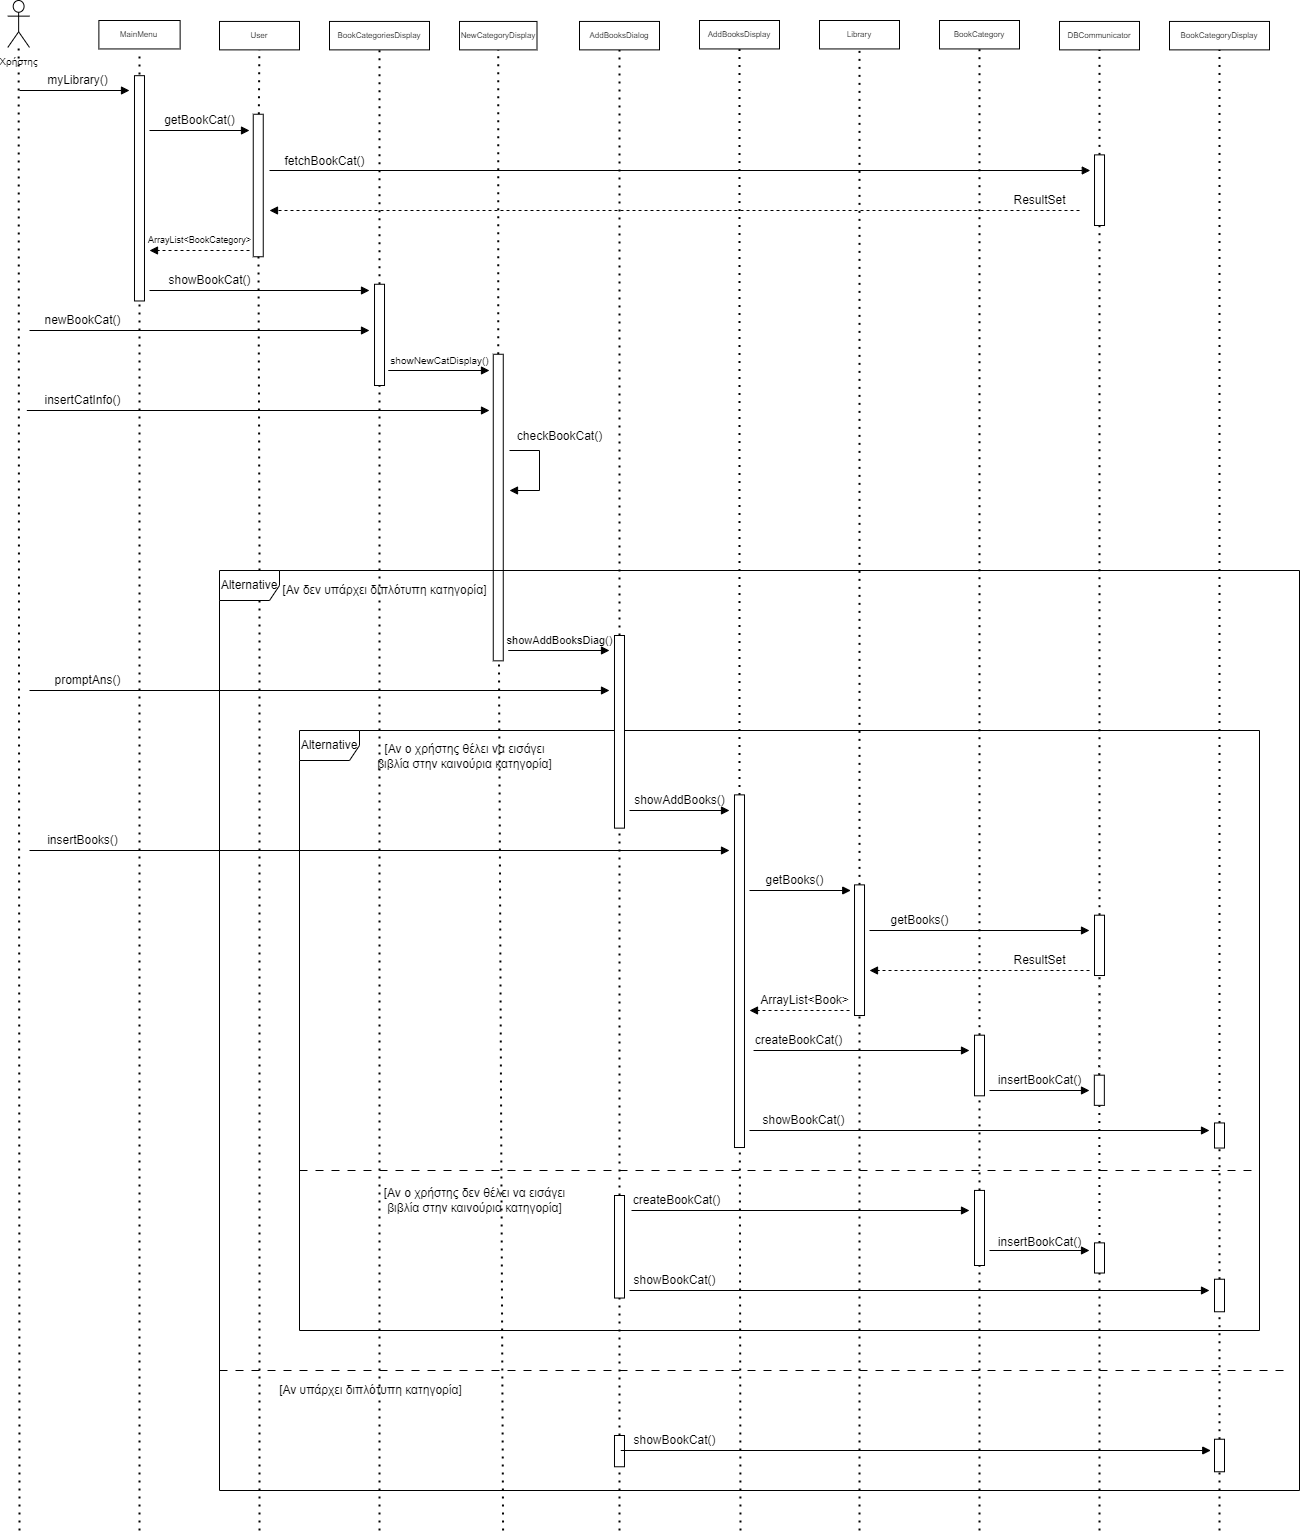 MainMenu
User
BookCategoriesDisplay
NewCategoryDisplay
AddBooksDialog
AddBooksDisplay
Library
BookCategory
DBCommunicator
BookCategoryDisplay
Χρήστης
myLibrary()
getBookCat()
fetchBookCat()
ResultSet
ArrayList<BookCategory>
showBookCat()
newBookCat()
showNewCatDisplay()
insertCatInfo()
checkBookCat()
Alternative
[Αν δεν υπάρχει διπλότυπη κατηγορία]
showAddBooksDiag()
promptAns()
Alternative
[Αν ο χρήστης θέλει να εισάγει
βιβλία στην καινούρια κατηγορία]
showAddBooks()
insertBooks()
getBooks()
getBooks()
ResultSet
ArrayList<Book>
createBookCat()
insertBookCat()
showBookCat()
[Αν ο χρήστης δεν θέλει να εισάγει
βιβλία στην καινούρια κατηγορία]
createBookCat()
insertBookCat()
showBookCat()
[Αν υπάρχει διπλότυπη κατηγορία]
showBookCat()